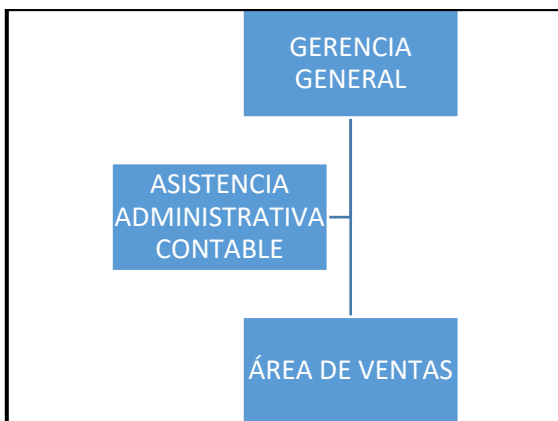 GERENCIA
GENERAL
ASISTENCIA
ADMINISTRATIVA
CONTABLE
ÁREA DE VENTAS